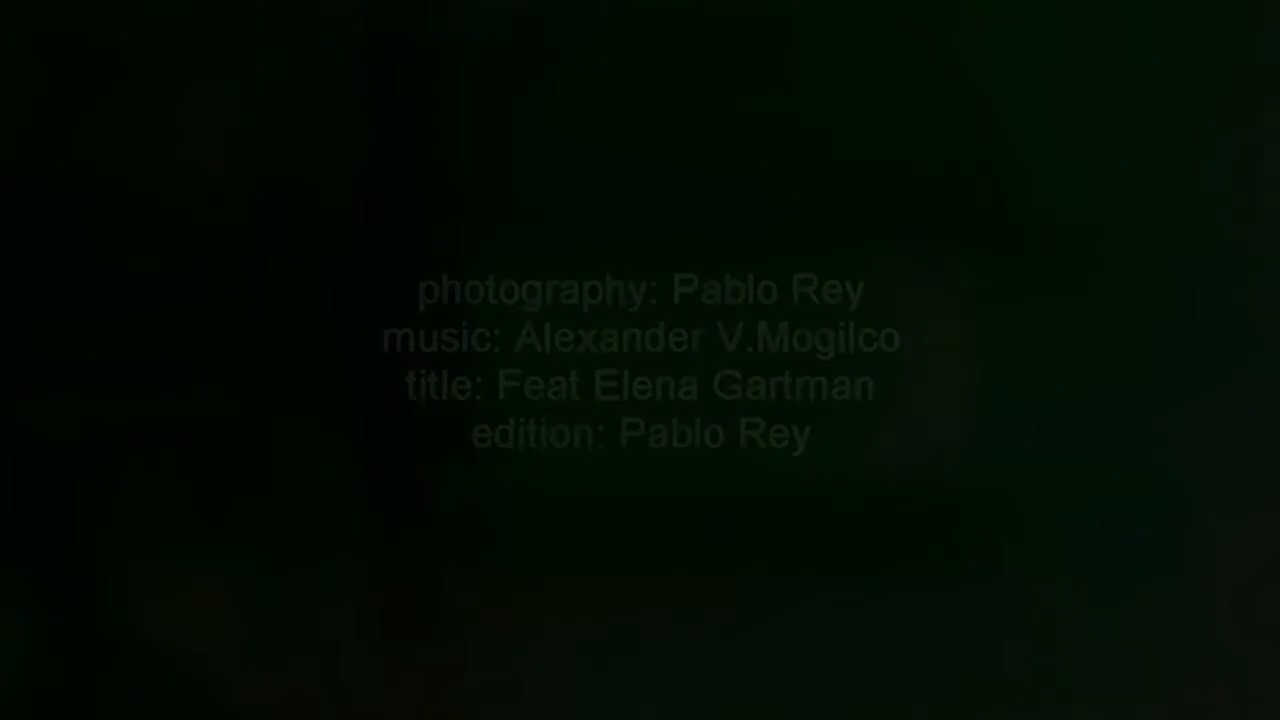 photography: Pablo Rey
music: Alexander V.Mogilco
title: Feat Elena Gartman
edition: Pablo Rey